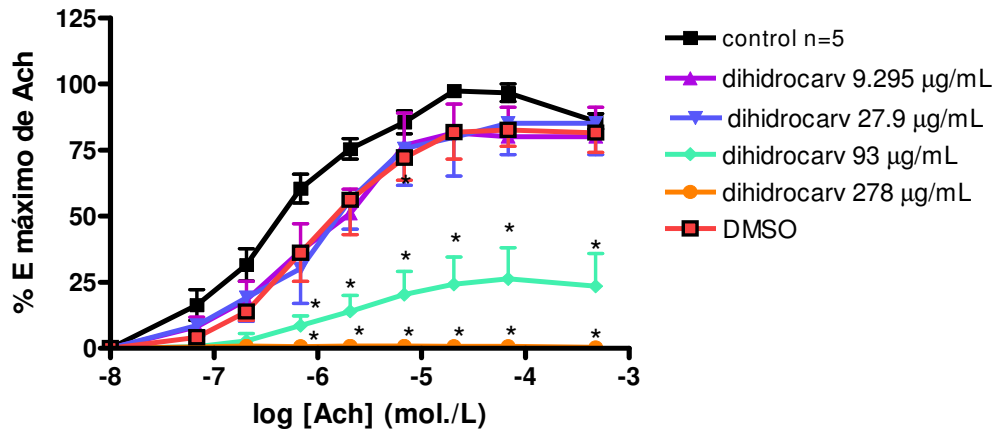 % E máximo de Ach
125
100
75
50
25
0
-8 -7 -6 -5 -4 -3
log [Ach] (mol./L)
control n=5
dihidrocarv 9.295 µg/mL
dihidrocarv 27.9 µg/mL
dihidrocarv 93 µg/mL
dihidrocarv 278 µg/mL
DMSO
*
* * * * * *
* * * * * *